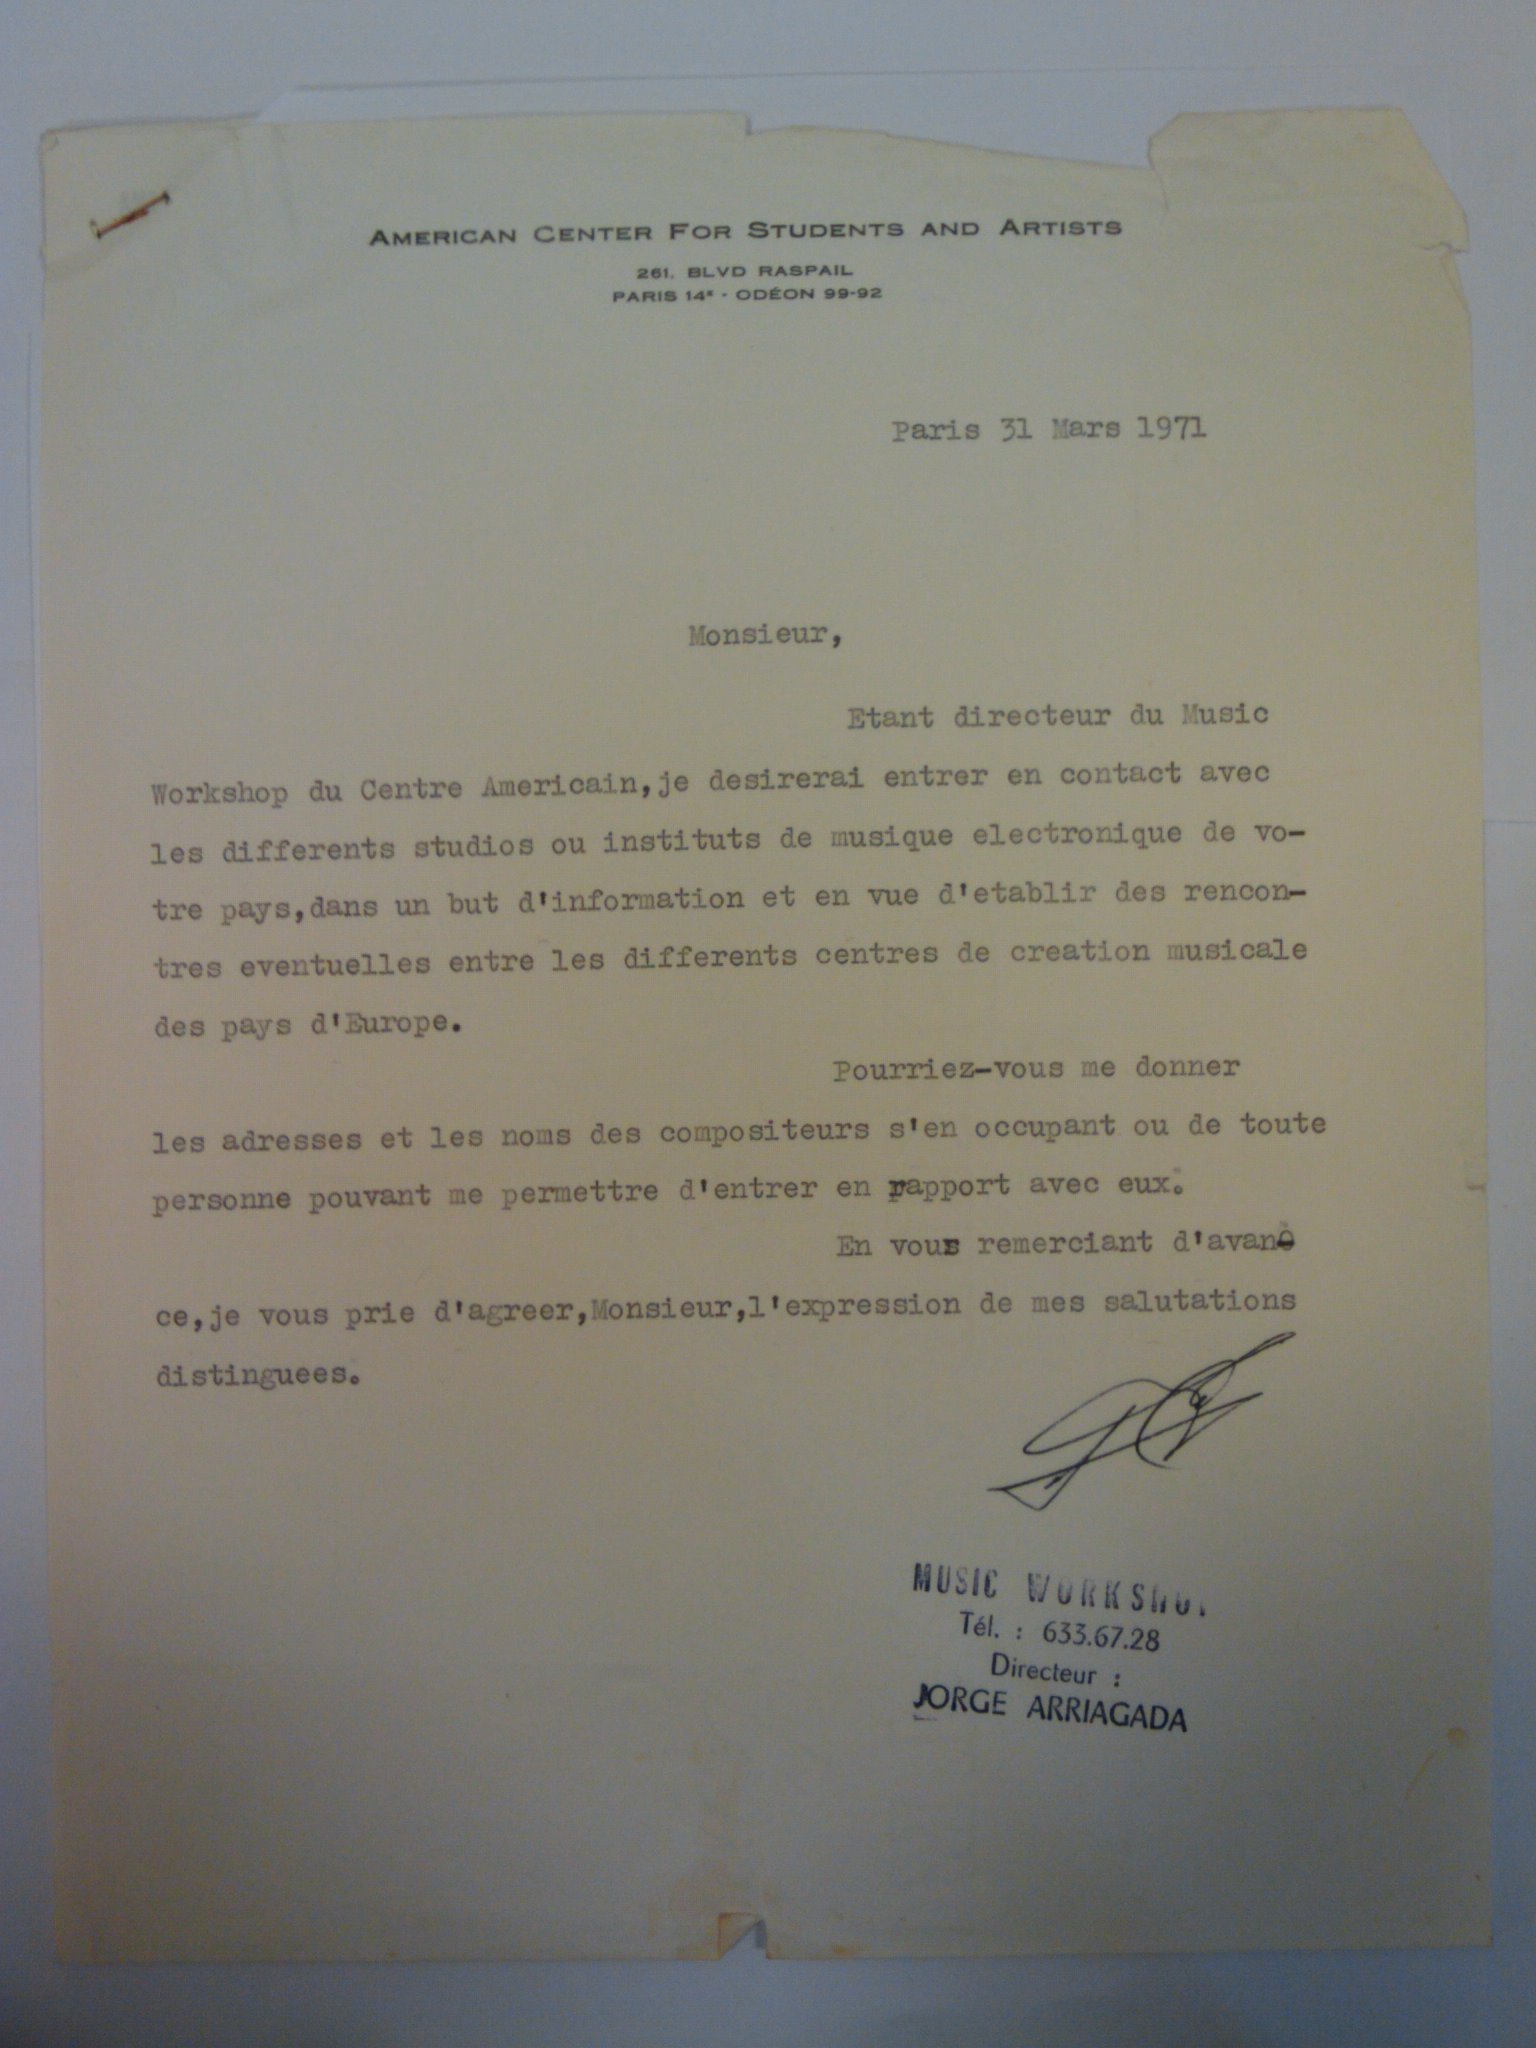 AMERICAN CENTER FOR STUDENTS AND ARTISTS
261, BLVD RASPAIL
PARIS 14e - ODÉON 99-92
Paris 31 Mars 1971
Monsieur,
Etant directeur du Music
Workshop du Centre Americain,je desirerai entrer en contact avec
les differents studios ou instituts de musique electronique de vo-
tre pays,dans un but d'information et en vue d'etablir des rencon-
tres eventuelles entre les differents centres de creation musicale
des pays d'Europe.
Pourriez-vous me donner
les adresses et les noms des compositeurs s'en occupant ou de toute
personne pouvant me permettre d'entrer en rapport avec eux.
En vous remerciant d'avan-
ce,je vous prie d'agreer,Monsieur,l'expression de mes salutations
distinguees.
MUSIC WORKSHOP
Tél. : 633.67.28
Directeur :
JORGE ARRIAGADA